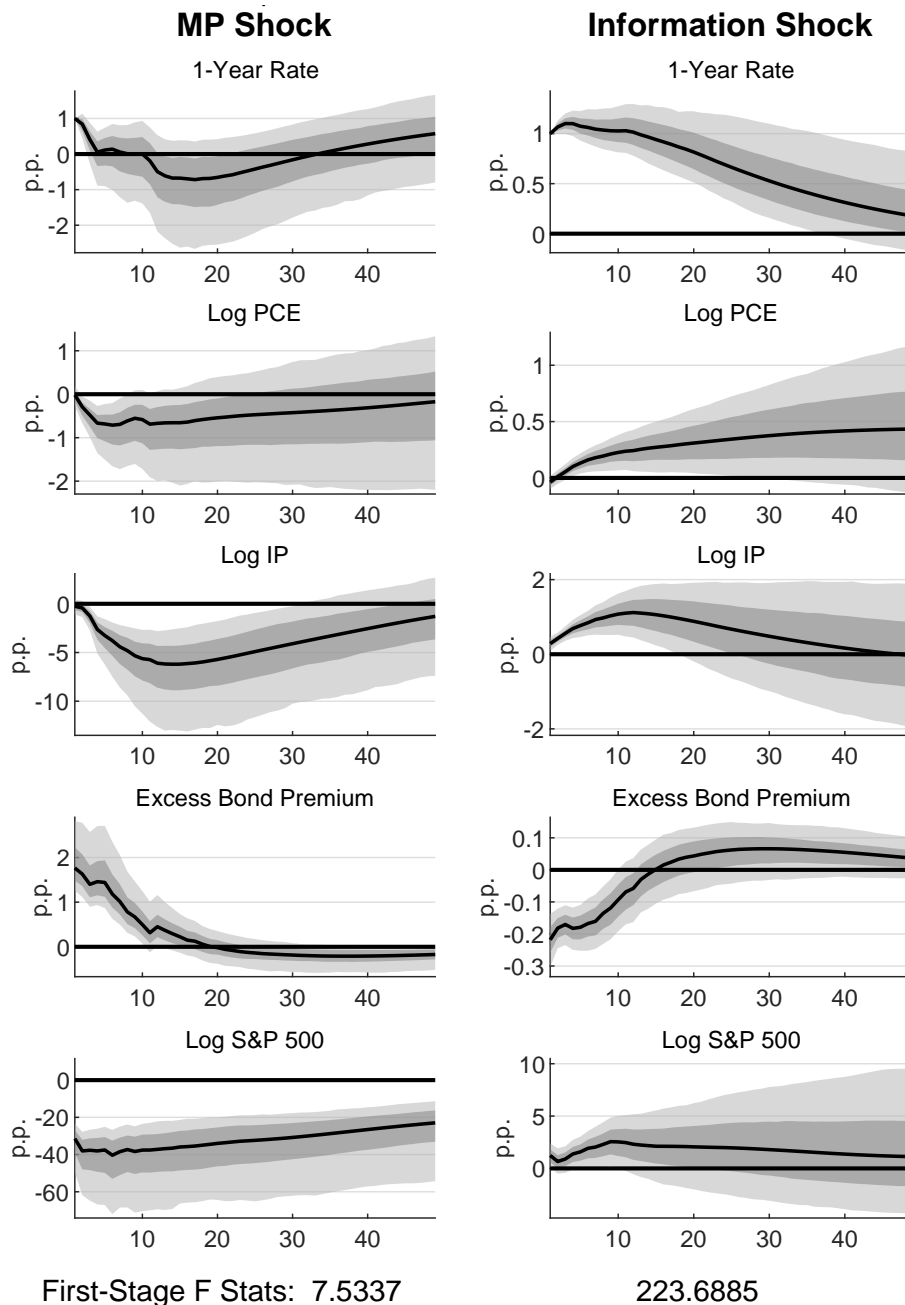 MP Shock Information Shock
1-Year Rate 1-Year Rate
p.p. 1 0 -1 -2
10 20 30 40
p.p. 1 0.5 0
10 20 30 40
Log PCE Log PCE
p.p. 1 0 -1 -2
10 20 30 40
p.p. 1 0.5 0
10 20 30 40
Log IP Log IP
p.p. 0 -5 -10
10 20 30 40
p.p. 2 0 -2
10 20 30 40
Excess Bond Premium Excess Bond Premium
p.p. 2 1 0
10 20 30 40
p.p. 0.1 0 -0.1 -0.2 -0.3
10 20 30 40
Log S&P 500 Log S&P 500
p.p. 0 -20 -40 -60
10 20 30 40
p.p. 10 5 0
10 20 30 40
First-Stage F Stats: 7.5337 223.6885